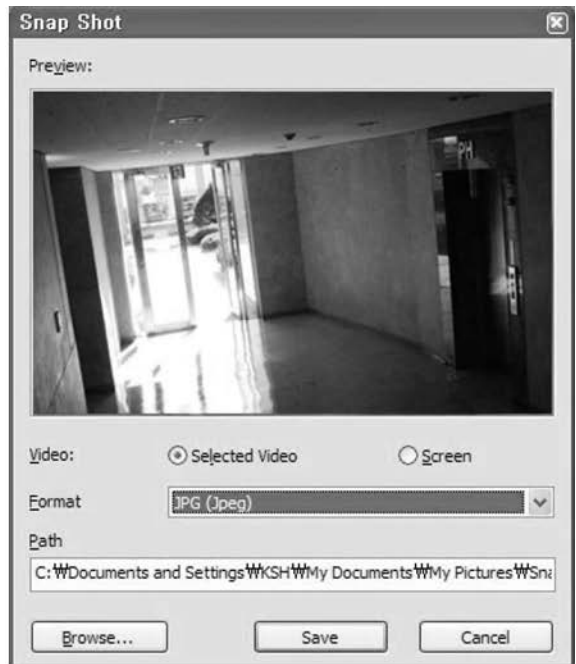 Snap Shot
Preview:
PH
Video: Selected Video Screen
Format JPG (Jpeg)
Path
C:₩Documents and Settings₩KSH₩My Documents₩My Pictures₩Sna
Browse... Save Cancel